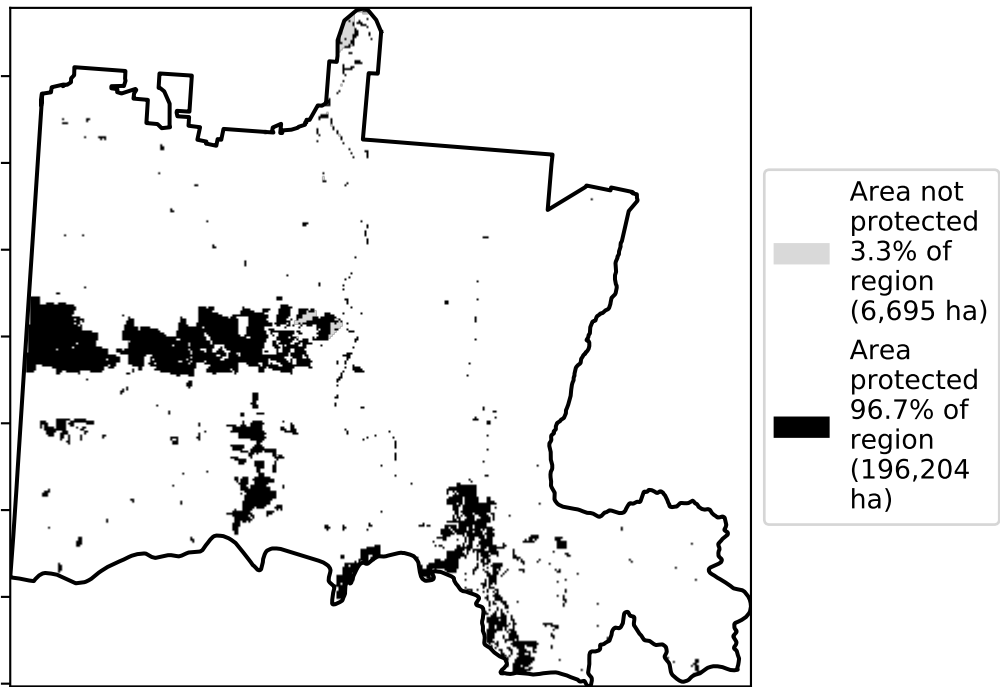 Area not
protected
3.3% of
region
(6,695 ha)
Area
protected
96.7% of
region
(196,204
ha)